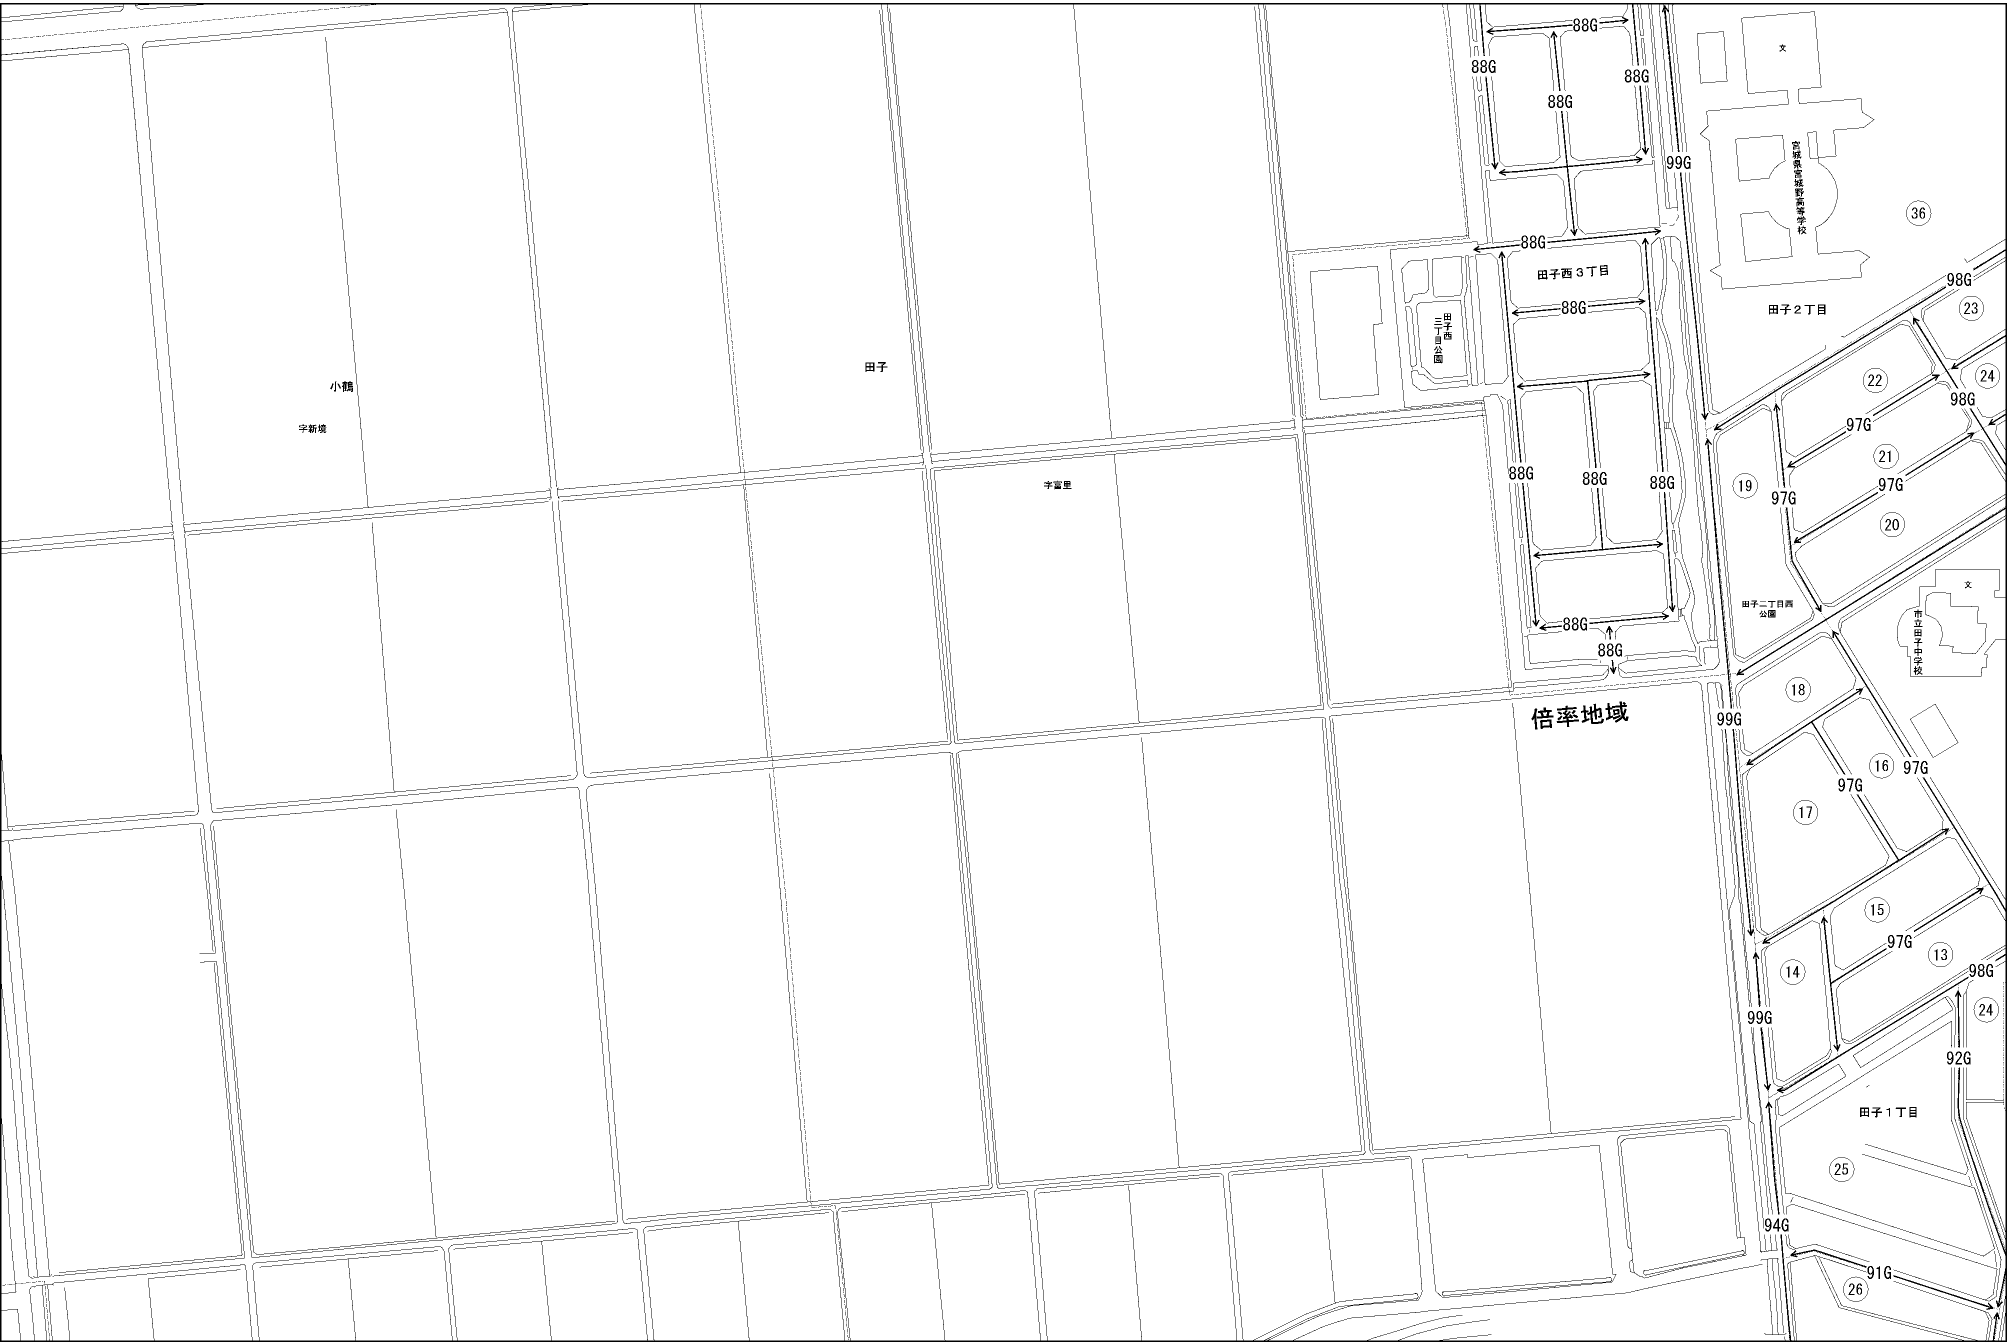 88G
88G
88G
88G
99G
文
宮城県宮城野高等学校
36
88G
田子西3丁目
88G
田子西
三丁目公園
98G
田子2丁目
23
22
24
98G
97G
小鶴
字新境
田子
字富里
88G
88G
88G
19
97G
21
97G
20
文
市立田子中学校
田子二丁目西
公園
88G
88G
18
99G
倍率地域
16
97G
97G
17
15
97G
13
14
98G
24
99G
92G
田子1丁目
25
94G
91G
26